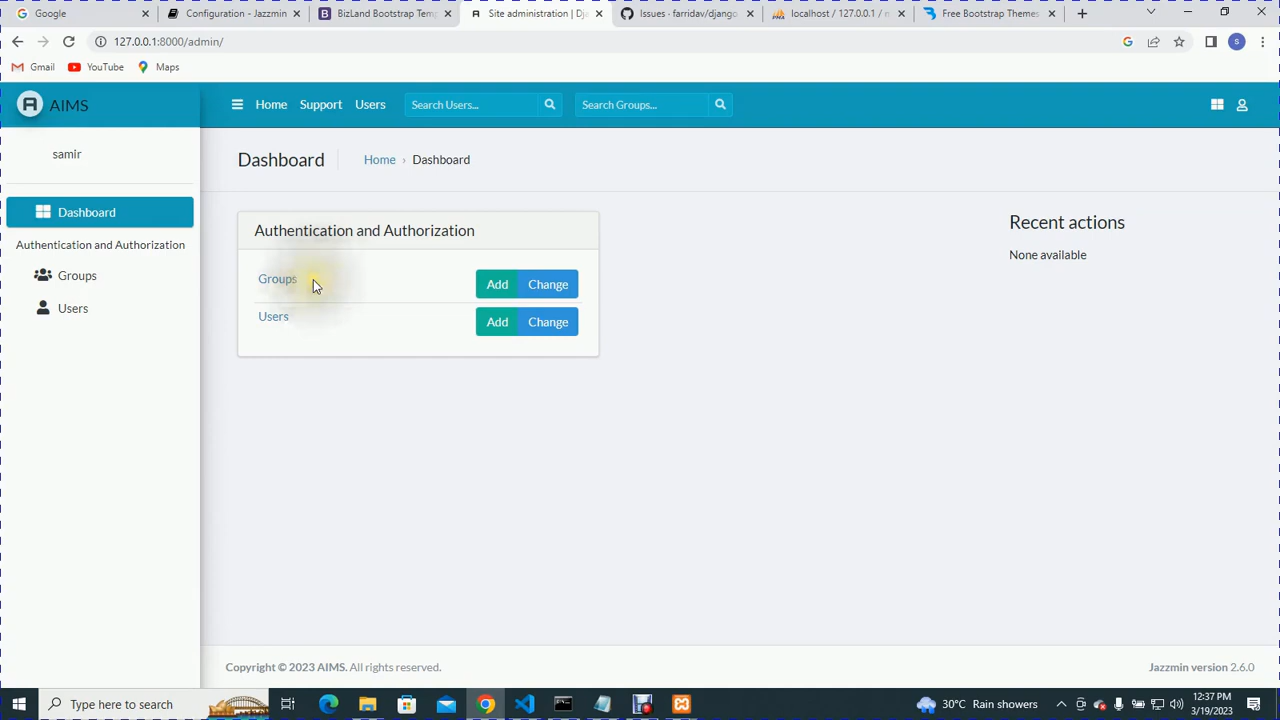 Google
Configuration - Jazzmin
BizLand Bootstrap Temp
Site administration | Dj
Issues · farridav/django
localhost / 127.0.0.1 / m
Free Bootstrap Themes
127.0.0.1:8000/admin/
S
Gmail YouTube Maps
AIMS
Home Support Users Search Users... Search Groups...
samir
Dashboard
Home › Dashboard
Dashboard
Authentication and Authorization
Groups
Users
Authentication and Authorization
Groups Add Change
Users Add Change
Recent actions
None available
Copyright © 2023 AIMS. All rights reserved.
Jazzmin version 2.6.0
Type here to search
30°C Rain showers
12:37 PM
3/19/2023